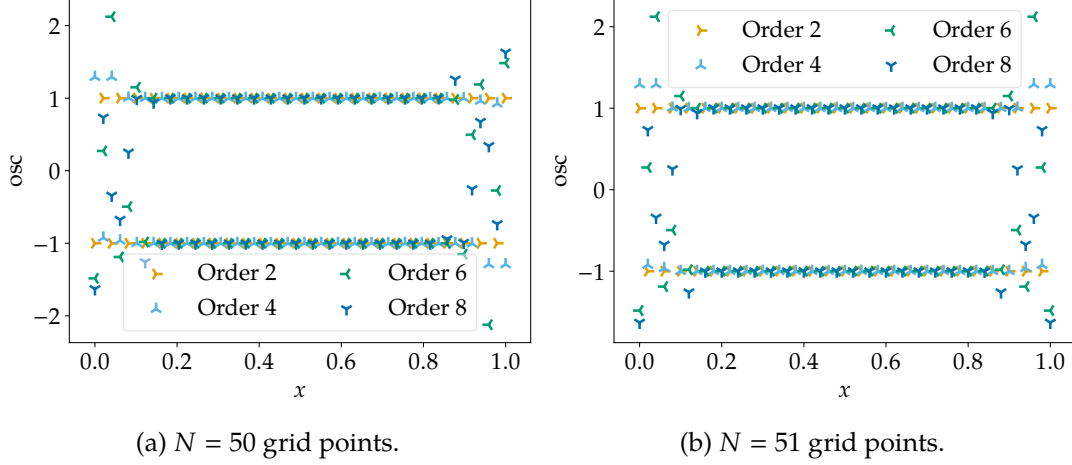 2
1
0
−1
−2
osc
0.0 0.2 0.4 0.6 0.8 1.0
x
Order 2 Order 6
Order 4 Order 8
(a) N = 50 grid points.
2
1
0
−1
osc
0.0 0.2 0.4 0.6 0.8 1.0
x
Order 2 Order 6
Order 4 Order 8
(b) N = 51 grid points.